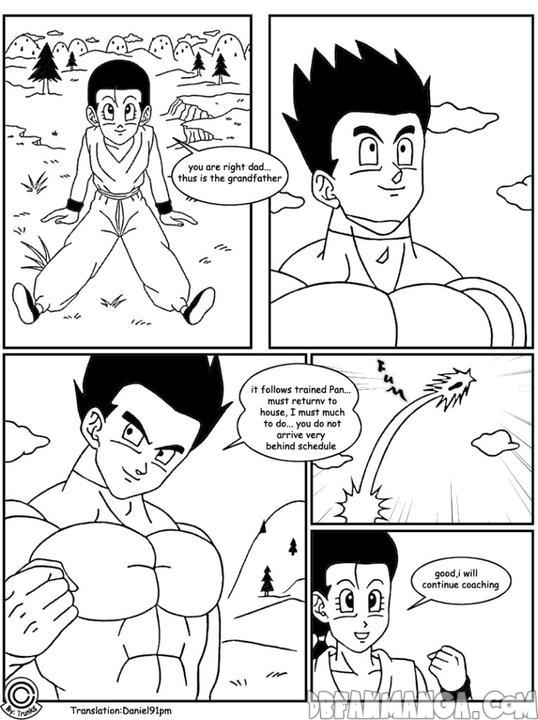 you are right dad...
thus is the grandfather
it follows trained Pan...
must returnv to
house, I must much
to do... you do not
arrive very
behind schedule
Fum
good,i will
continue coaching
©
By: Trunks
Translation:Daniel91pm
DBFANMANGA.COM